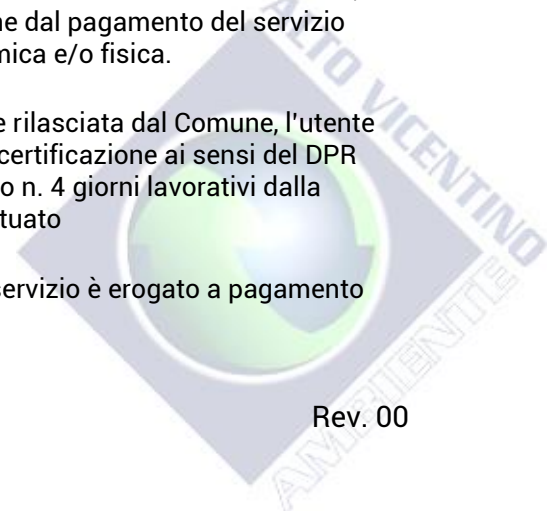 ne dal pagamento del servizio
mica e/o fisica.
e rilasciata dal Comune, l'utente
certificazione ai sensi del DPR
o n. 4 giorni lavorativi dalla
tuato
servizio è erogato a pagamento
Rev. 00
ALTO VICENTINO
AMBIENTE